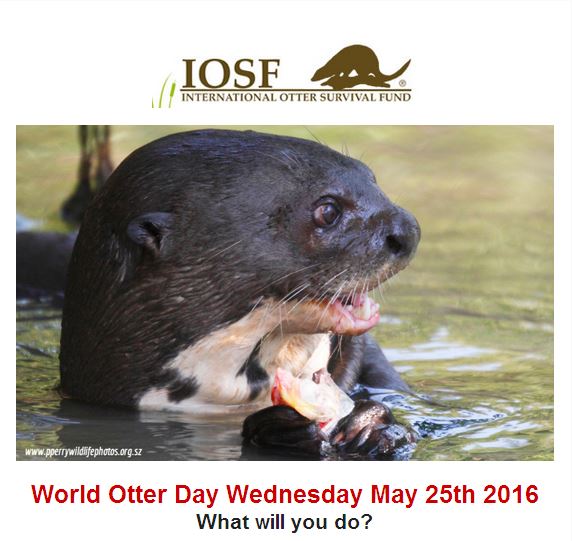 IOSF
INTERNATIONAL OTTER SURVIVAL FUND
®
www.pperrywildlifephotos.org.sz
World Otter Day Wednesday May 25th 2016
What will you do?